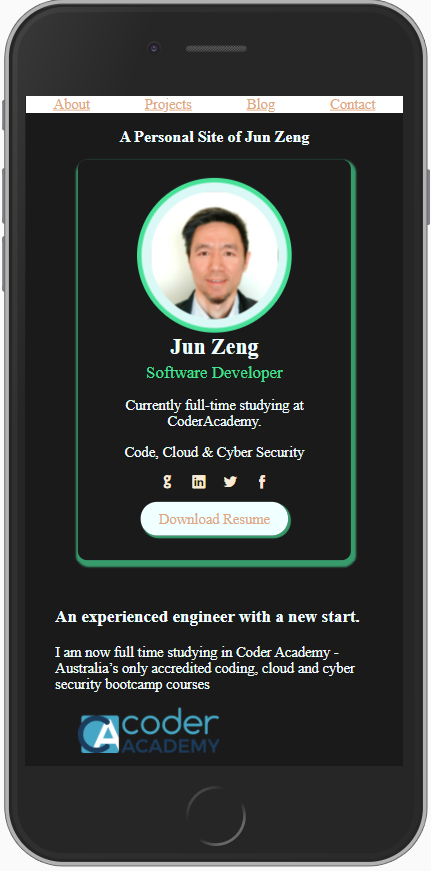 About Projects Blog Contact
A Personal Site of Jun Zeng
Jun Zeng
Software Developer
Currently full-time studying at
CoderAcademy.
Code, Cloud & Cyber Security
Download Resume
An experienced engineer with a new start.
I am now full time studying in Coder Academy -
Australia’s only accredited coding, cloud and cyber
security bootcamp courses
CA coder
ACADEMY